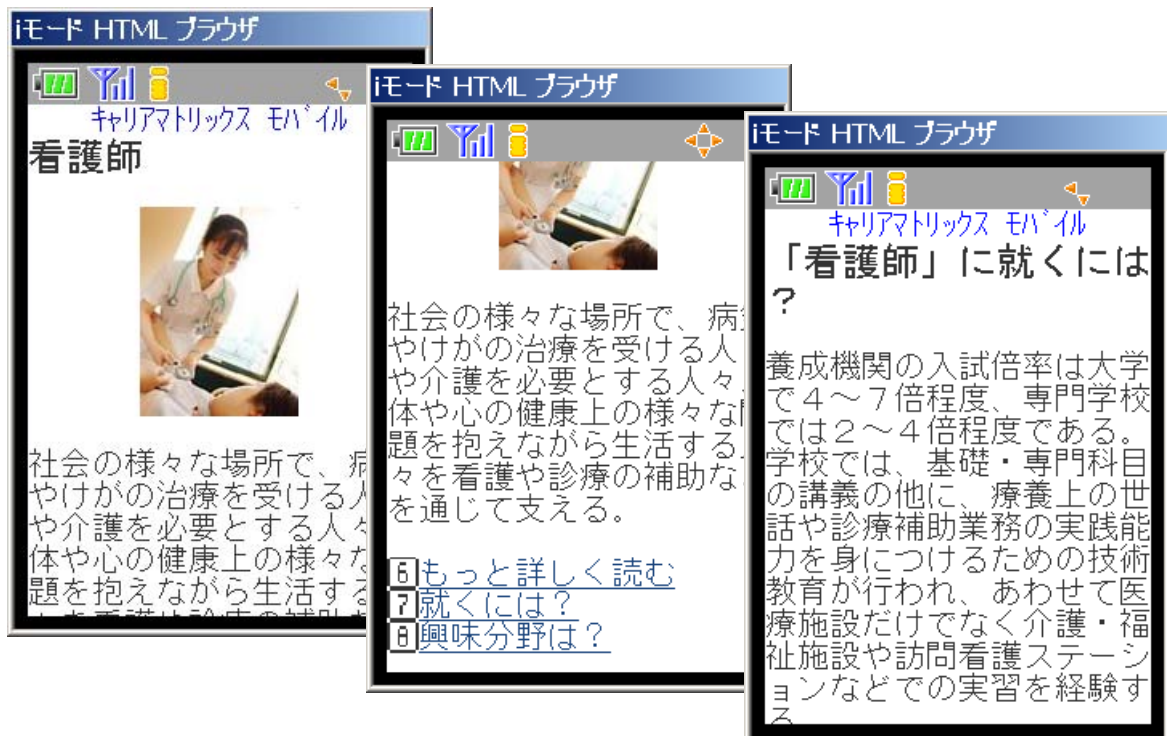 iモード HTML ブラウザ
ｷｬﾘｱﾏﾄﾘｯｸｽ ﾓﾊﾞｲﾙ
看護師
社会の様々な場所で、
やけがの治療を受ける人
や介護を必要とする人々
体や心の健康上の様々な
題を抱えながら生活する
iモード HTML ブラウザ
社会の様々な場所で、病
やけがの治療を受ける人
や介護を必要とする人々、
体や心の健康上の様々な
題を抱えながら生活する
々を看護や診療の補助な
を通じて支える。
6もっと詳しく読む
7就くには？
8興味分野は？
iモード HTML ブラウザ
ｷｬﾘｱﾏﾄﾘｯｸｽ ﾓﾊﾞｲﾙ
「看護師」に就くには
？
養成機関の入試倍率は大学
で４～７倍程度、専門学校
では２～４倍程度である。
学校では、基礎・専門科目
の講義の他に、療養上の世
話や診療補助業務の実践能
力を身につけるための技術
教育が行われ、あわせて医
療施設だけでなく介護・福
祉施設や訪問看護ステーシ
ョンなどでの実習を経験す
る